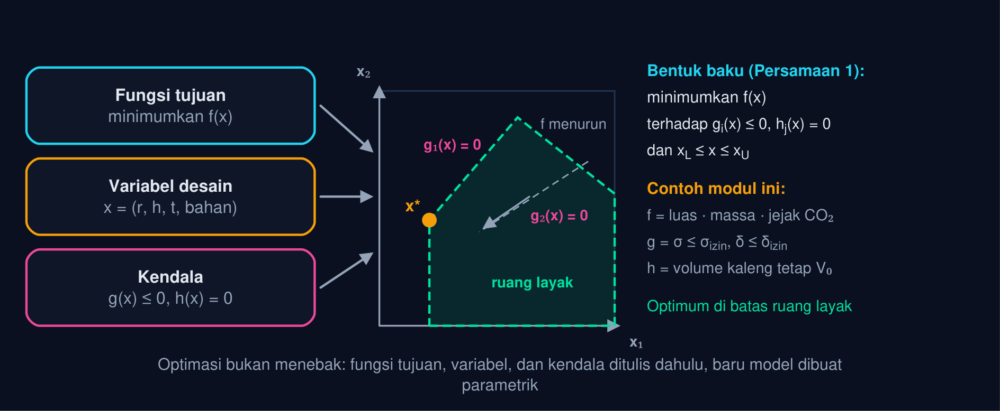 Fungsi tujuan
minimumkan f(x)
Variabel desain
x = (r, h, t, bahan)
Kendala
g(x) ≤ 0, h(x) = 0
x₂
f menurun
g₁(x) = 0
x*
g₂(x) = 0
ruang layak
x₁
Bentuk baku (Persamaan 1):
minimumkan f(x)
terhadap gᵢ(x) ≤ 0, hⱼ(x) = 0
dan x_L ≤ x ≤ x_U
Contoh modul ini:
f = luas · massa · jejak CO₂
g = σ ≤ σ_izin, δ ≤ δ_izin
h = volume kaleng tetap V₀
Optimum di batas ruang layak
Optimasi bukan menebak: fungsi tujuan, variabel, dan kendala ditulis dahulu, baru model dibuat
parametrik